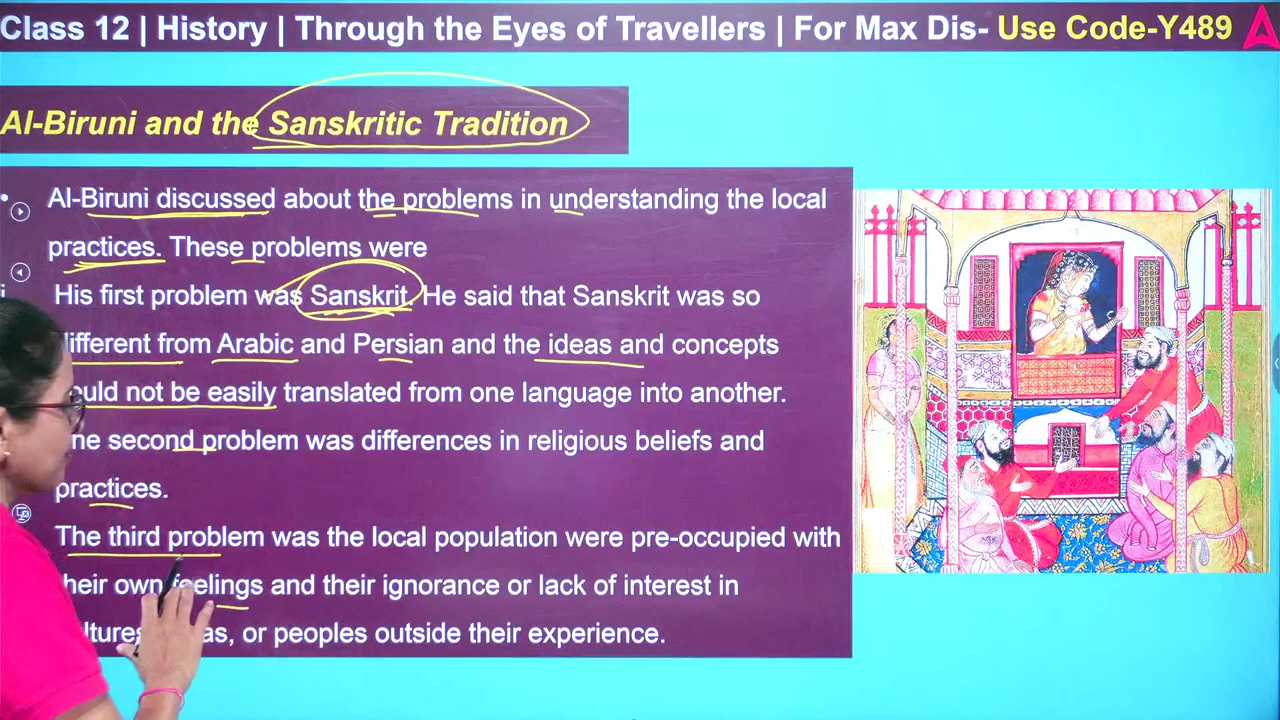 Class 12 | History | Through the Eyes of Travellers | For Max Dis- Use Code-Y489
Al-Biruni and the Sanskritic Tradition
• Al-Biruni discussed about the problems in understanding the local
practices. These problems were
i His first problem was Sanskrit. He said that Sanskrit was so
different from Arabic and Persian and the ideas and concepts
could not be easily translated from one language into another.
The second problem was differences in religious beliefs and
practices.
The third problem was the local population were pre-occupied with
their own feelings and their ignorance or lack of interest in
or peoples outside their experience.